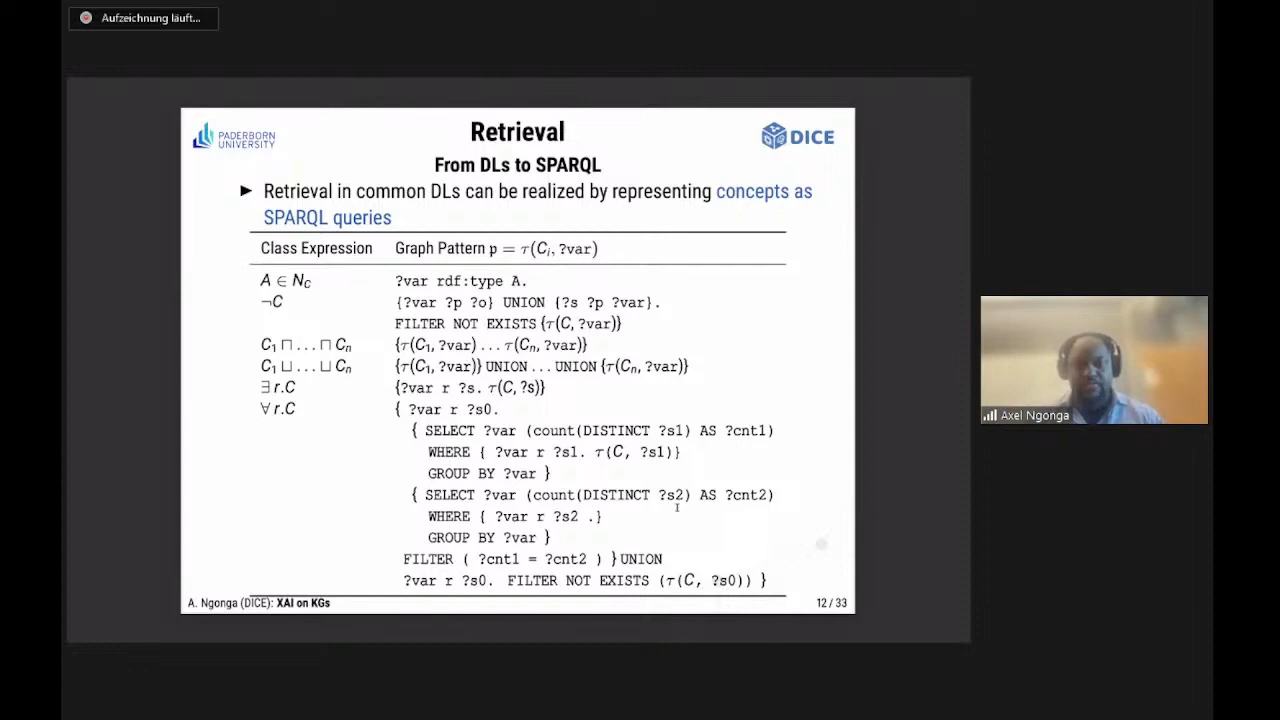 Aufzeichnung läuft...
PADERBORN
UNIVERSITY
Retrieval
DICE
From DLs to SPARQL
► Retrieval in common DLs can be realized by representing concepts as
SPARQL queries
Class Expression Graph Pattern 𝔭 = τ(Cᵢ, ?var)
A ∈ N_C ?var rdf:type A.
¬C {?var ?p ?o} UNION {?s ?p ?var}.
FILTER NOT EXISTS{τ(C, ?var)}
C₁ ⊓ ... ⊓ Cₙ {τ(C₁, ?var) ... τ(Cₙ, ?var)}
C₁ ⊔ ... ⊔ Cₙ {τ(C₁, ?var)} UNION ... UNION {τ(Cₙ, ?var)}
∃ r.C {?var r ?s. τ(C, ?s)}
∀ r.C { ?var r ?s0.
{ SELECT ?var (count(DISTINCT ?s1) AS ?cnt1)
WHERE { ?var r ?s1. τ(C, ?s1)}
GROUP BY ?var }
{ SELECT ?var (count(DISTINCT ?s2) AS ?cnt2)
WHERE { ?var r ?s2 .}
GROUP BY ?var }
FILTER ( ?cnt1 = ?cnt2 ) } UNION
?var r ?s0. FILTER NOT EXISTS (τ(C, ?s0)) }
A. Ngonga (DICE): XAI on KGs
12 / 33
Axel Ngonga